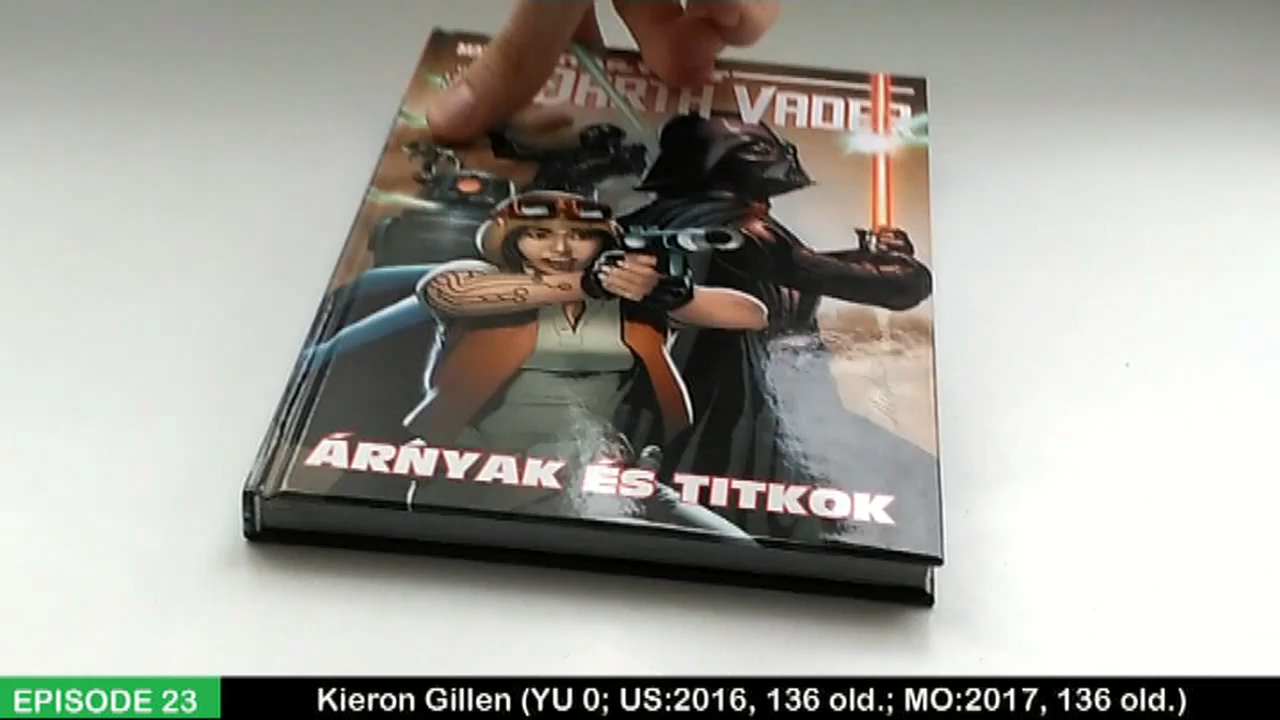 DARTH VADER
ÁRNYAK ÉS TITKOK
EPISODE 23
Kieron Gillen (YU 0; US:2016, 136 old.; MO:2017, 136 old.)